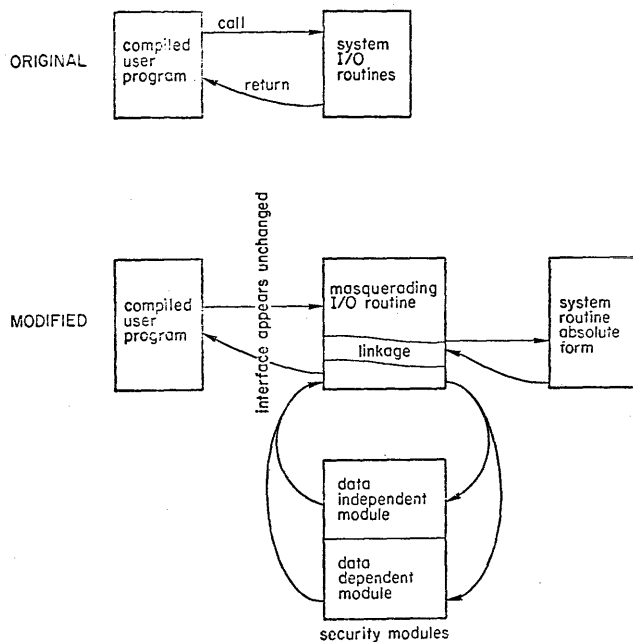 ORIGINAL
compiled
user
program
call
return
system
I/O
routines
MODIFIED
compiled
user
program
interface appears unchanged
masquerading
I/O routine
linkage
system
routine
absolute
form
data
independent
module
data
dependent
module
security modules